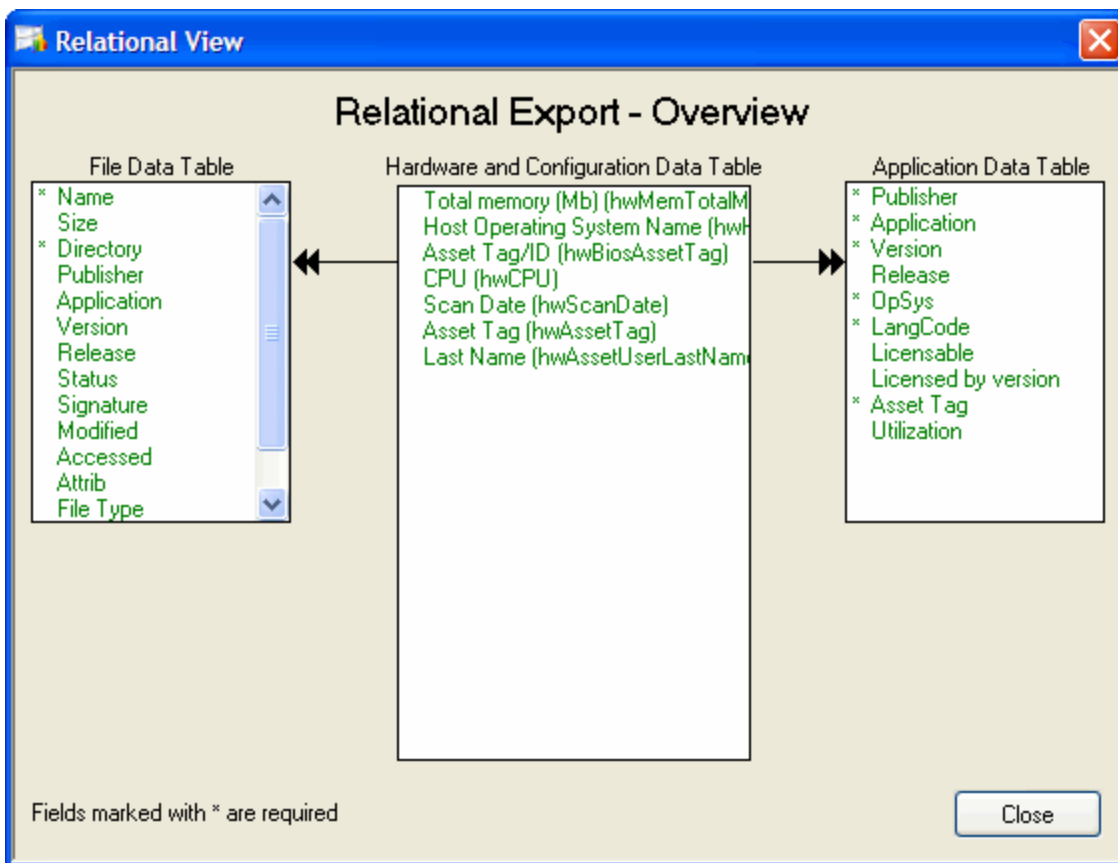 Relational View
Relational Export - Overview
File Data Table
* Name
Size
* Directory
Publisher
Application
Version
Release
Status
Signature
Modified
Accessed
Attrib
File Type
Hardware and Configuration Data Table
Total memory (Mb) (hwMemTotalM
Host Operating System Name (hwH
Asset Tag/ID (hwBiosAssetTag)
CPU (hwCPU)
Scan Date (hwScanDate)
Asset Tag (hwAssetTag)
Last Name (hwAssetUserLastName
Application Data Table
* Publisher
* Application
* Version
Release
* OpSys
* LangCode
Licensable
Licensed by version
* Asset Tag
Utilization
Fields marked with * are required
Close